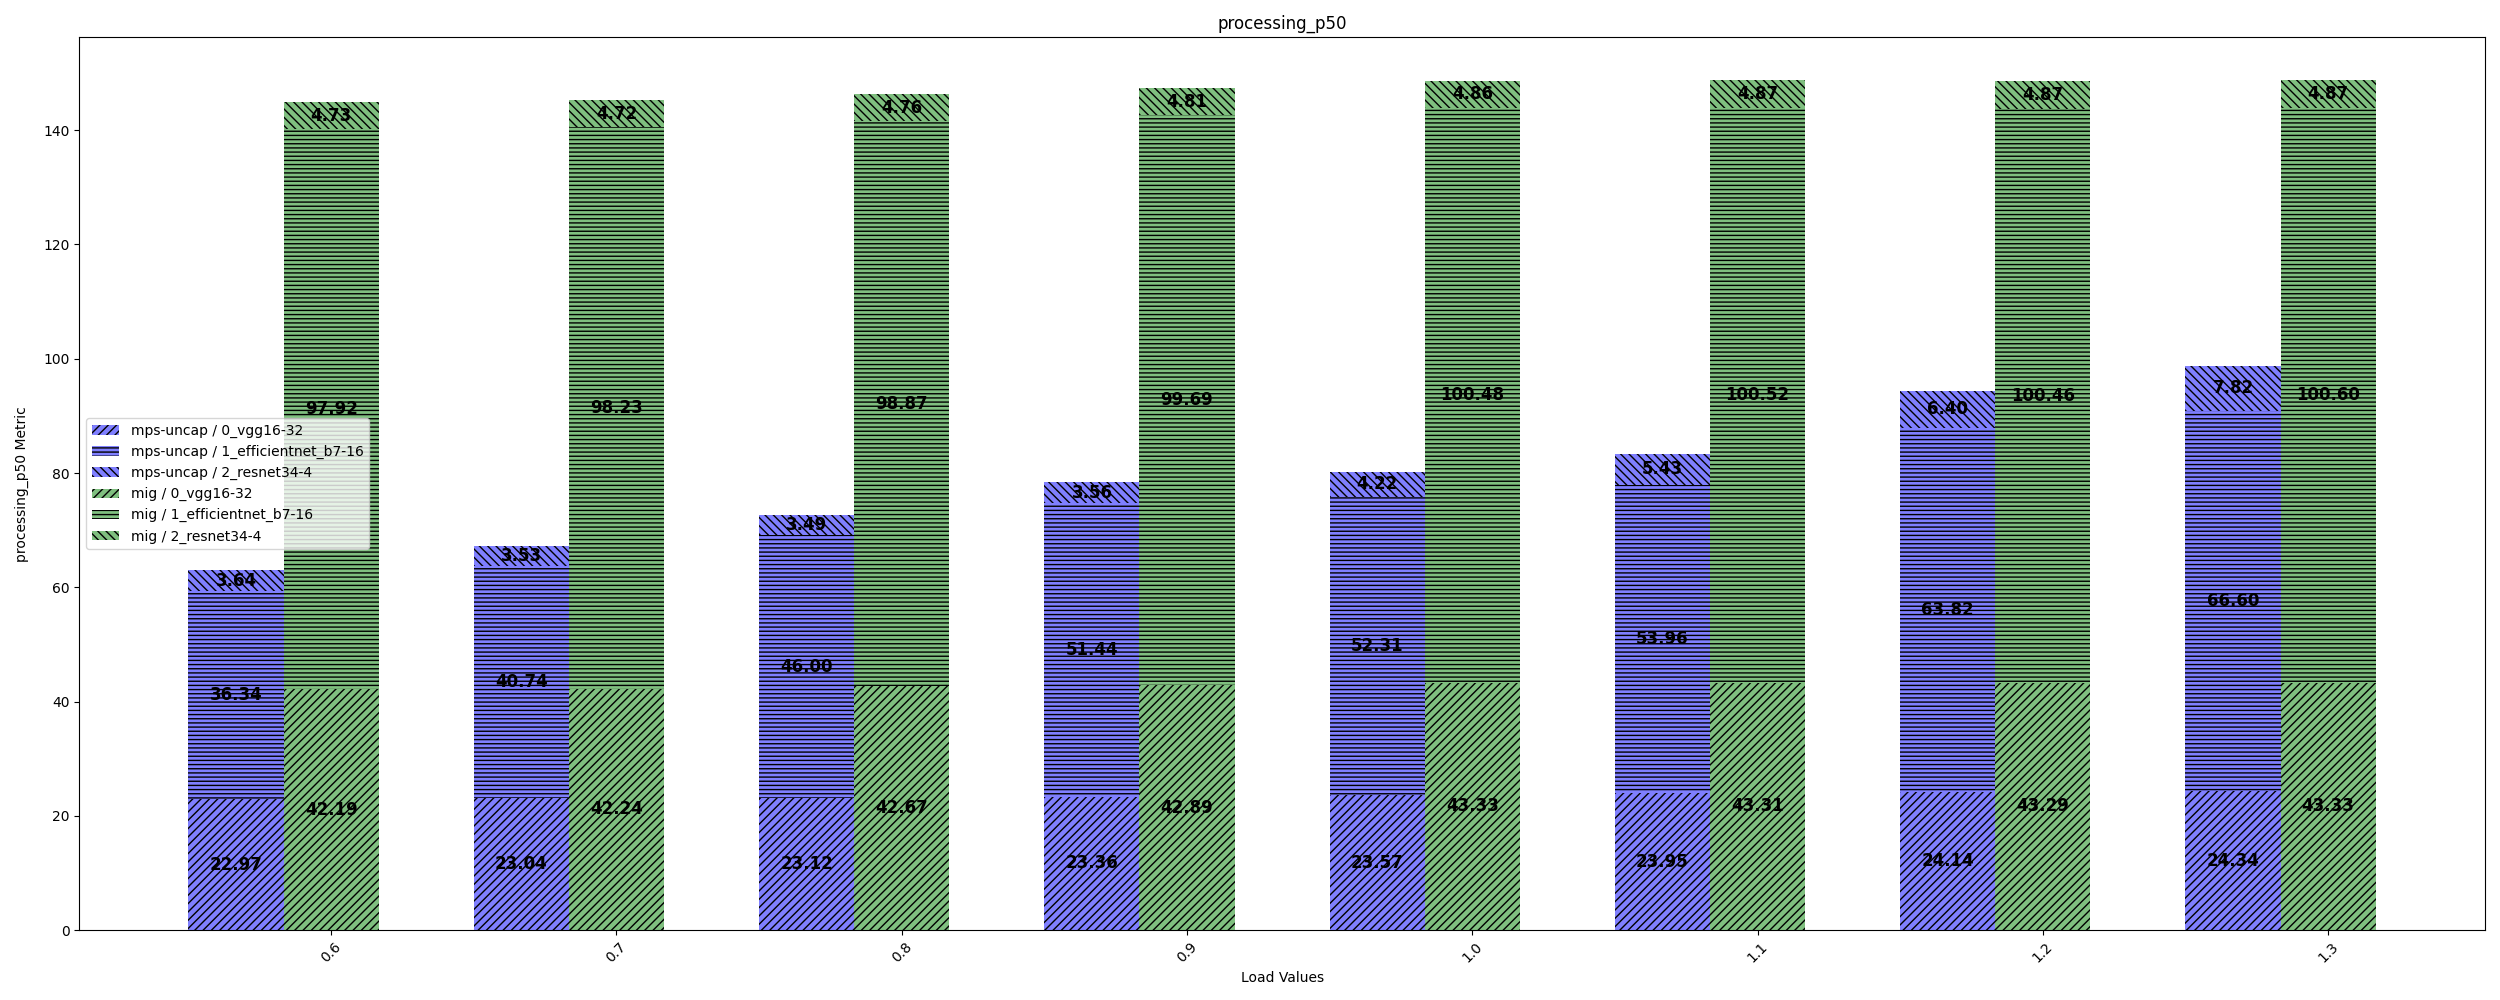 processing_p50
processing_p50 Metric
140
120
100
80
60
40
20
0
mps-uncap / 0_vgg16-32
mps-uncap / 1_efficientnet_b7-16
mps-uncap / 2_resnet34-4
mig / 0_vgg16-32
mig / 1_efficientnet_b7-16
mig / 2_resnet34-4
4.73 4.72 4.76 4.81 4.86 4.87 4.87 4.87
97.92 98.23 98.87 99.69 100.48 100.52 100.46 100.60
42.19 42.24 42.67 42.89 43.33 43.31 43.29 43.33
3.64 3.53 3.49 3.56 4.22 5.43 6.40 7.82
36.34 40.74 46.00 51.44 52.31 53.96 63.82 66.60
22.97 23.04 23.12 23.36 23.57 23.95 24.14 24.34
0.6 0.7 0.8 0.9 1.0 1.1 1.2 1.3
Load Values